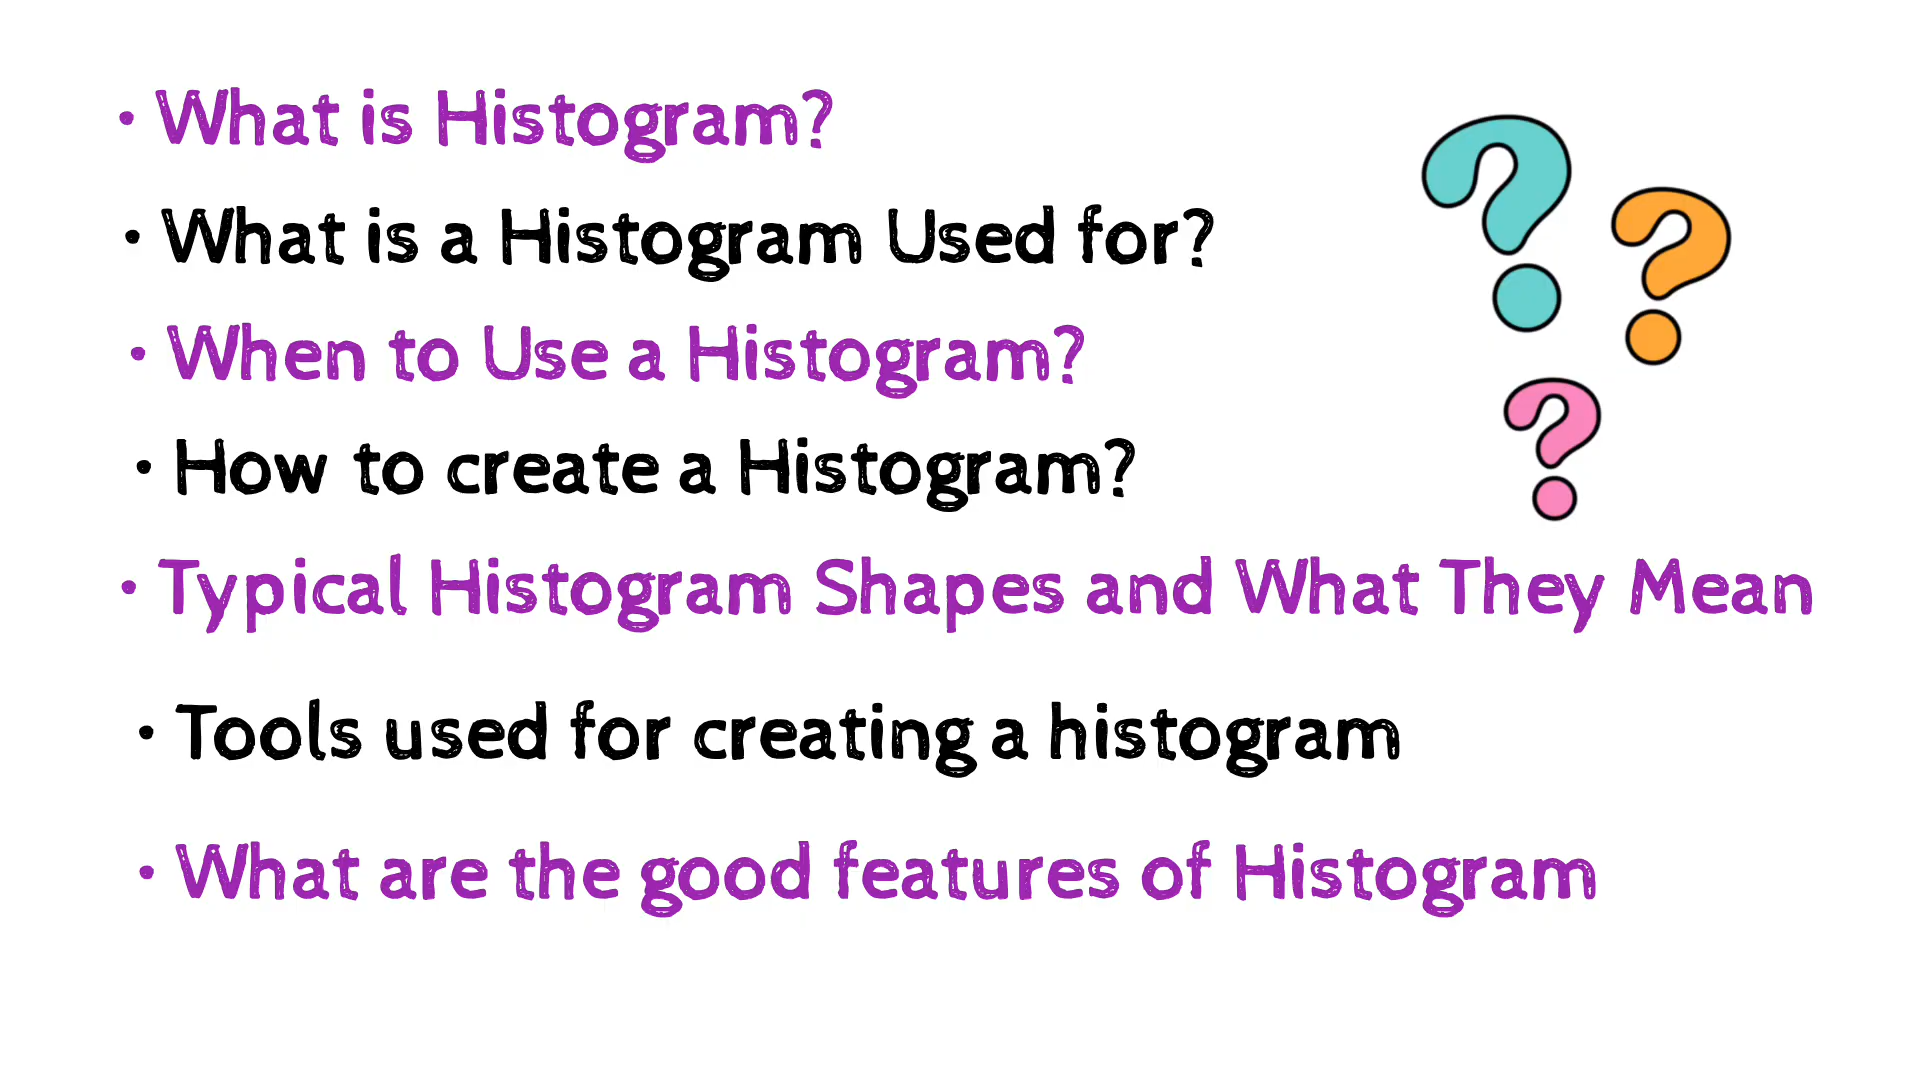 • What is Histogram?
• What is a Histogram Used for?
• When to Use a Histogram?
• How to create a Histogram?
• Typical Histogram Shapes and What They Mean
• Tools used for creating a histogram
• What are the good features of Histogram
? ? ?